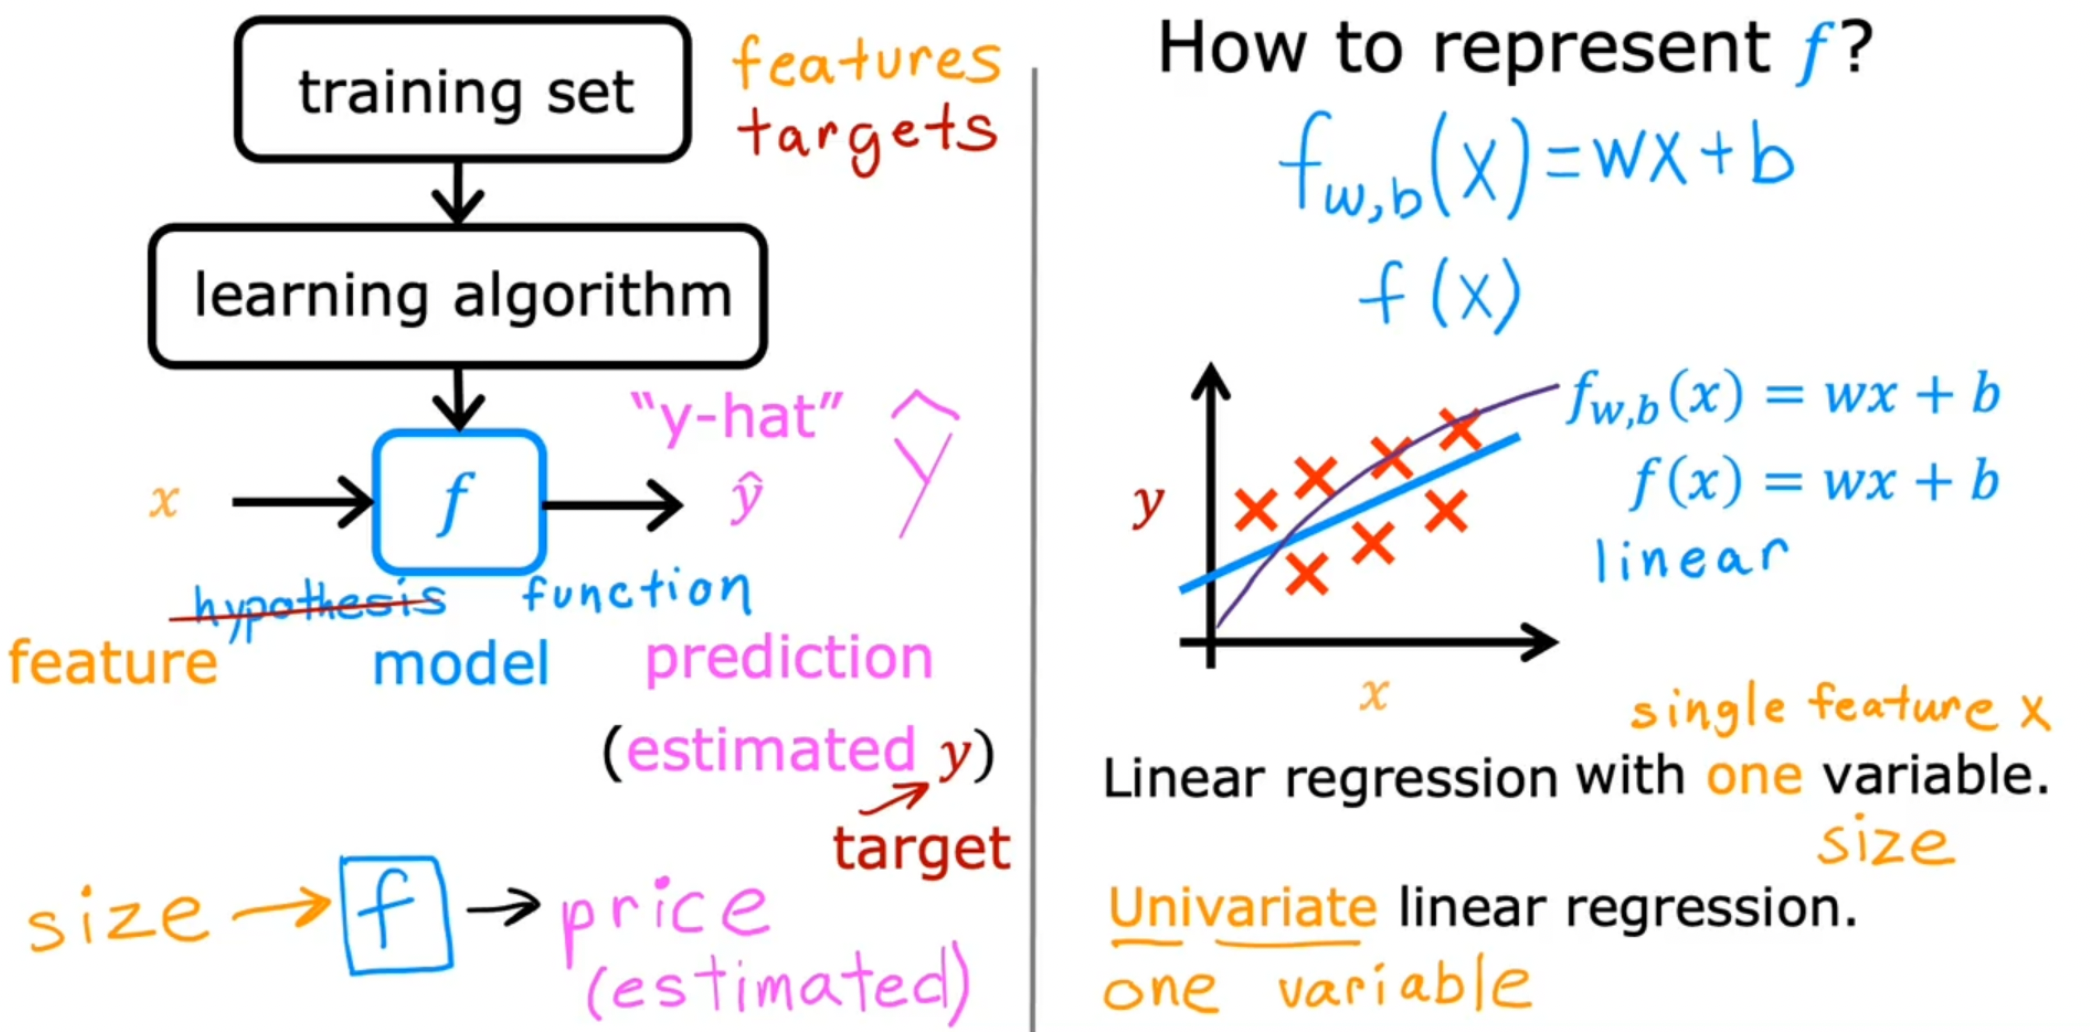 training set
features
targets
learning algorithm
"y-hat"
x
f
ŷ
ŷ
hypothesis
function
feature
model
prediction
(estimated y)
target
size → f → price
(estimated)
How to represent f?
f_{w,b}(x)=wx+b
f(x)
f_{w,b}(x) = wx + b
f(x) = wx + b
linear
y
x
single feature x
Linear regression with one variable.
size
Univariate linear regression.
one variable